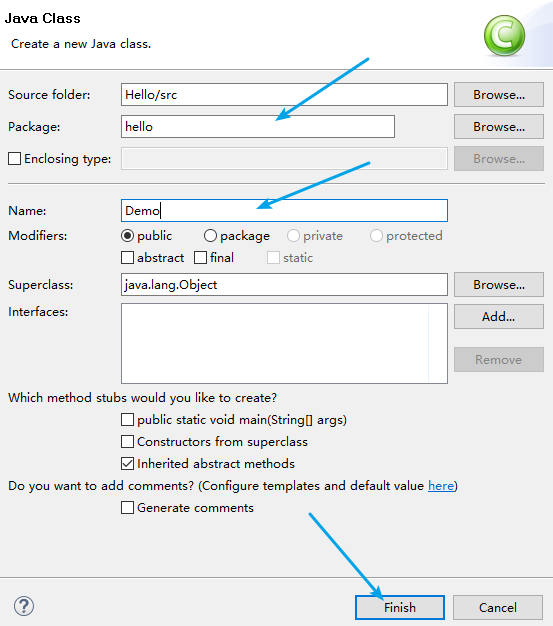 Java Class
Create a new Java class.
Source folder: Hello/src Browse...
Package: hello Browse...
Enclosing type: Browse...
Name: Demo
Modifiers: public package private protected
abstract final static
Superclass: java.lang.Object Browse...
Interfaces: Add...
Remove
Which method stubs would you like to create?
public static void main(String[] args)
Constructors from superclass
Inherited abstract methods
Do you want to add comments? (Configure templates and default value here)
Generate comments
? Finish Cancel